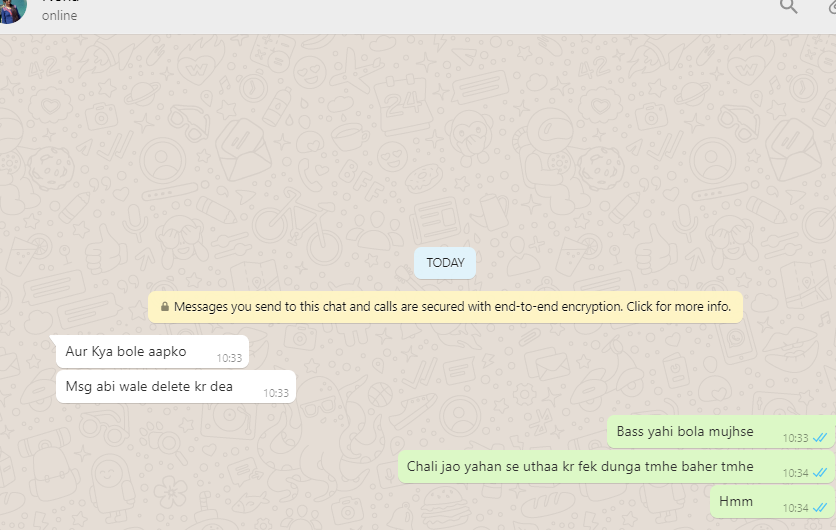 online
TODAY
Messages you send to this chat and calls are secured with end-to-end encryption. Click for more info.
Aur Kya bole aapko 10:33
Msg abi wale delete kr dea 10:33
Bass yahi bola mujhse 10:33
Chali jao yahan se uthaa kr fek dunga tmhe baher tmhe 10:34
Hmm 10:34